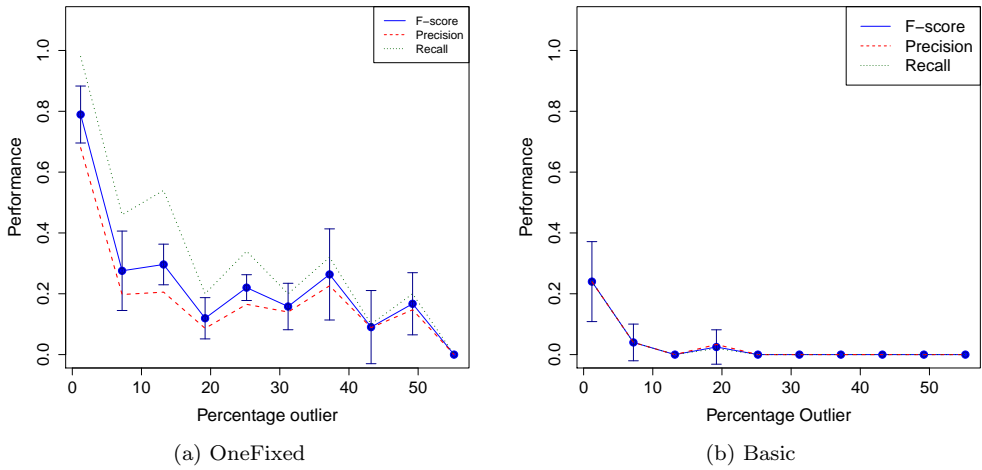 F−score
Precision
Recall
Performance
0.0 0.2 0.4 0.6 0.8 1.0
0 10 20 30 40 50
Percentage outlier
(a) OneFixed
F−score
Precision
Recall
Performance
0.0 0.2 0.4 0.6 0.8 1.0
0 10 20 30 40 50
Percentage Outlier
(b) Basic